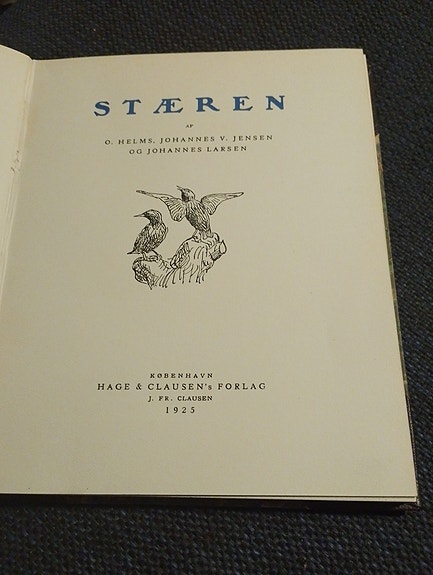 STÆREN
AF
O. HELMS, JOHANNES V. JENSEN
OG JOHANNES LARSEN
KØBENHAVN
HAGE & CLAUSEN's FORLAG
J. FR. CLAUSEN
1925